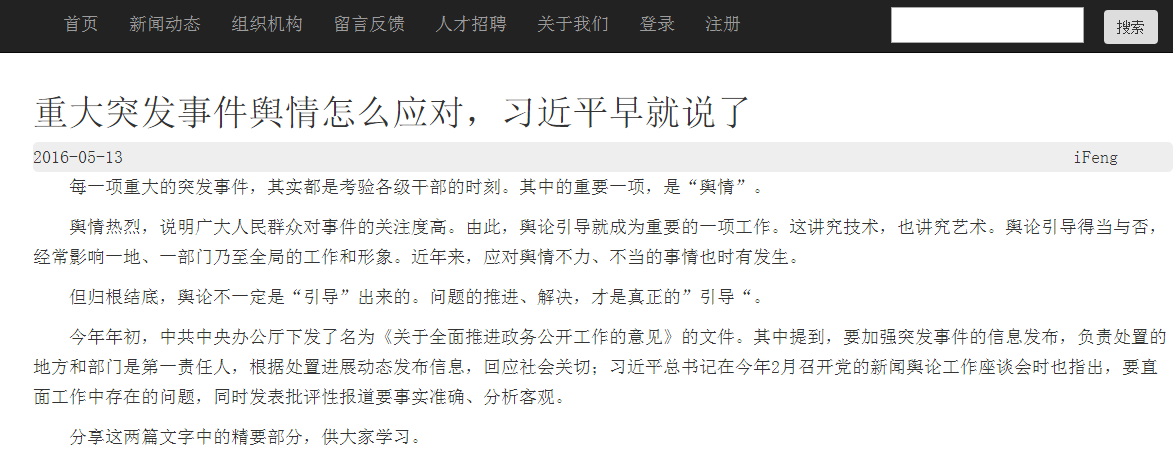 首页 新闻动态 组织机构 留言反馈 人才招聘 关于我们 登录 注册 搜索
重大突发事件舆情怎么应对，习近平早就说了
2016-05-13 iFeng
每一项重大的突发事件，其实都是考验各级干部的时刻。其中的重要一项，是“舆情”。
舆情热烈，说明广大人民群众对事件的关注度高。由此，舆论引导就成为重要的一项工作。这讲究技术，也讲究艺术。舆论引导得当与否，
经常影响一地、一部门乃至全局的工作和形象。近年来，应对舆情不力、不当的事情也时有发生。
但归根结底，舆论不一定是“引导”出来的。问题的推进、解决，才是真正的”引导“。
今年年初，中共中央办公厅下发了名为《关于全面推进政务公开工作的意见》的文件。其中提到，要加强突发事件的信息发布，负责处置的
地方和部门是第一责任人，根据处置进展动态发布信息，回应社会关切；习近平总书记在今年2月召开党的新闻舆论工作座谈会时也指出，要直
面工作中存在的问题，同时发表批评性报道要事实准确、分析客观。
分享这两篇文字中的精要部分，供大家学习。